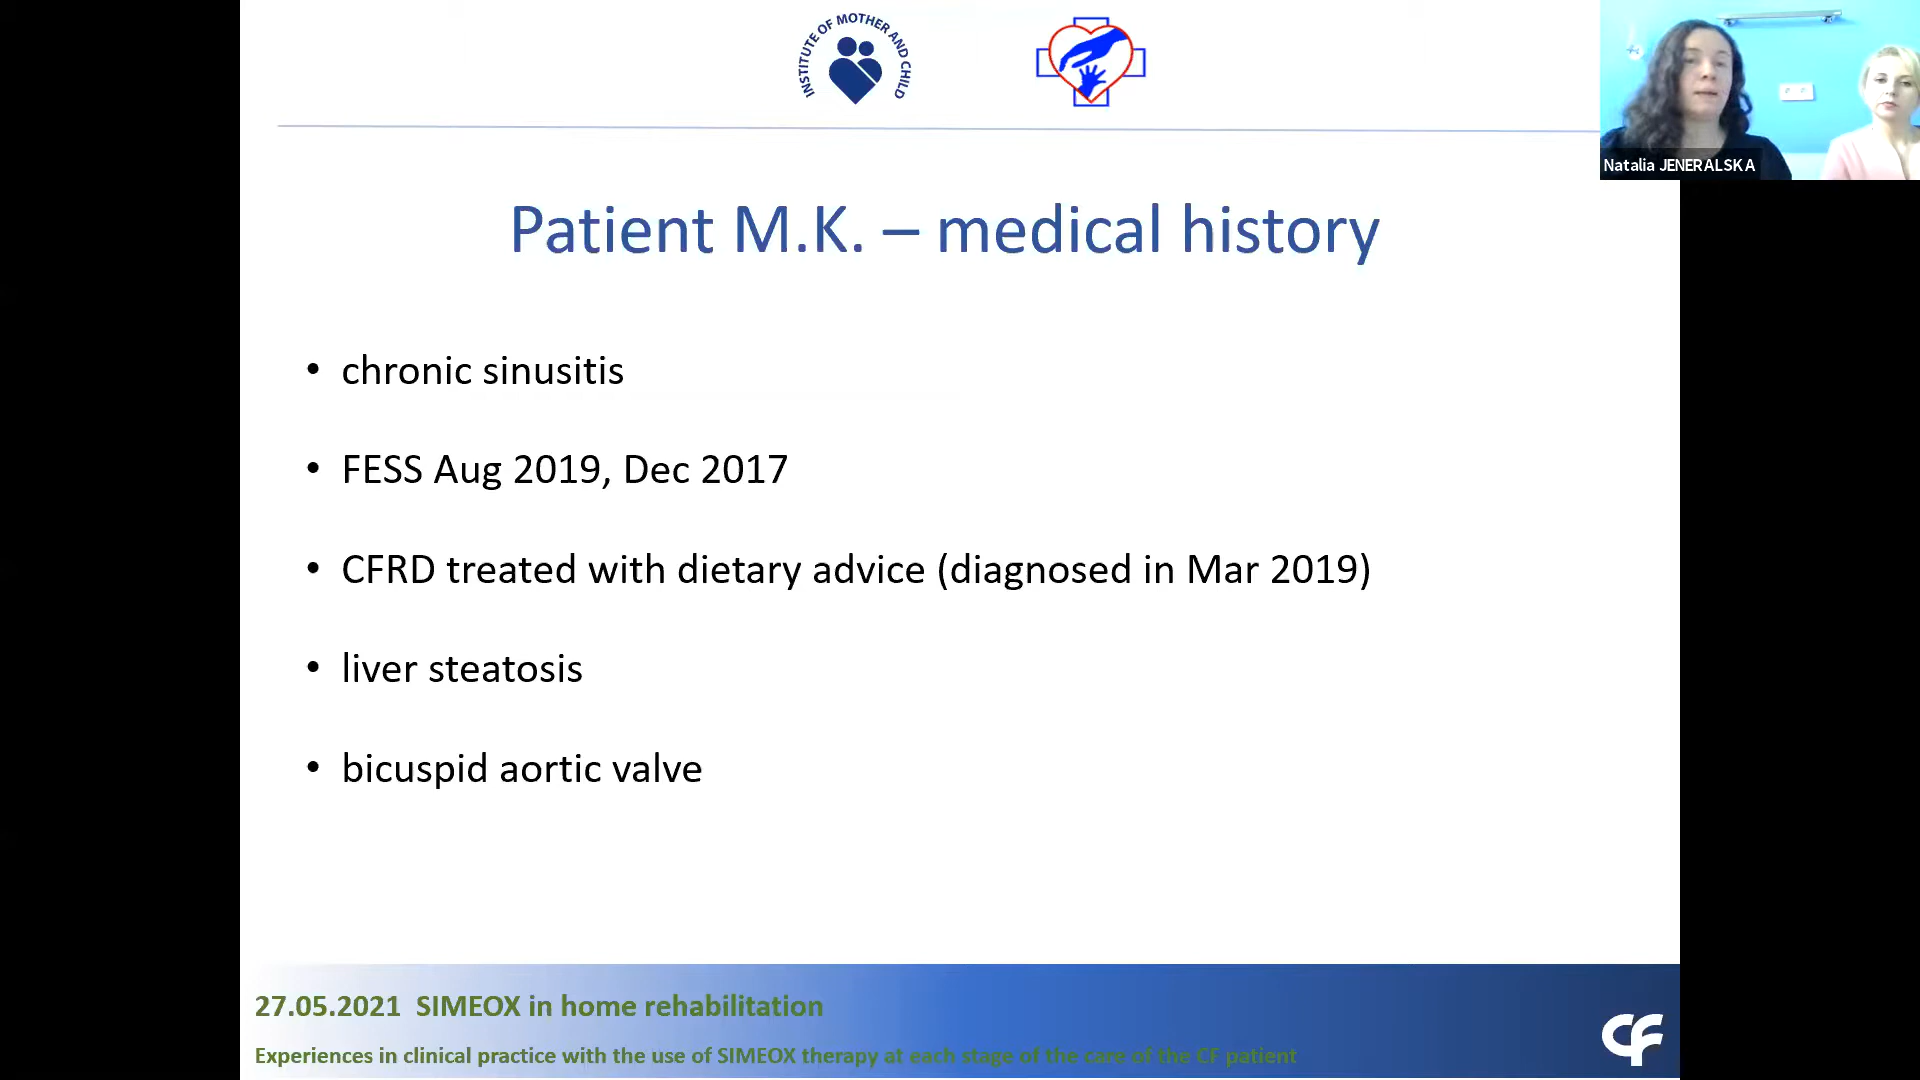 INSTITUTE OF MOTHER AND CHILD
Natalia JENERALSKA
Patient M.K. – medical history
• chronic sinusitis
• FESS Aug 2019, Dec 2017
• CFRD treated with dietary advice (diagnosed in Mar 2019)
• liver steatosis
• bicuspid aortic valve
27.05.2021 SIMEOX in home rehabilitation
Experiences in clinical practice with the use of SIMEOX therapy at each stage of the care of the CF patient
CF